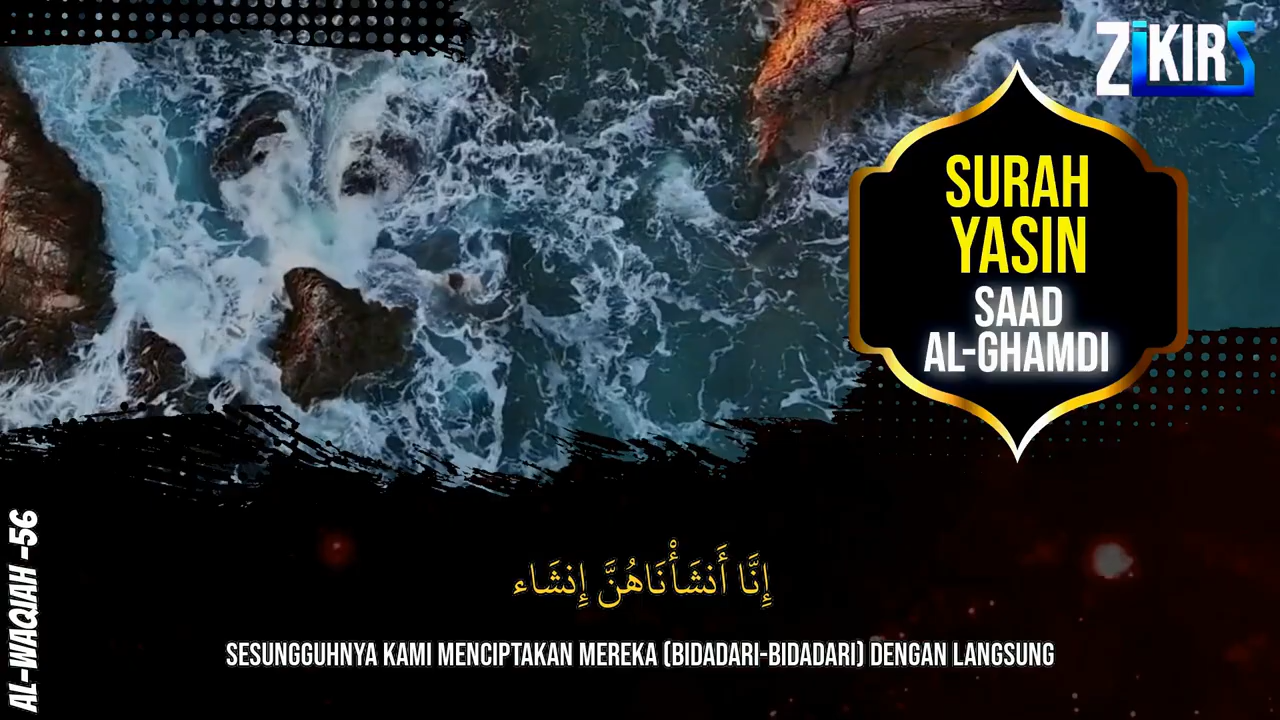 ZIKIRS
SURAH
YASIN
SAAD
AL-GHAMDI
AL-WAQIAH -56
إِنَّا أَنشَأْنَاهُنَّ إِنشَاء
SESUNGGUHNYA KAMI MENCIPTAKAN MEREKA (BIDADARI-BIDADARI) DENGAN LANGSUNG